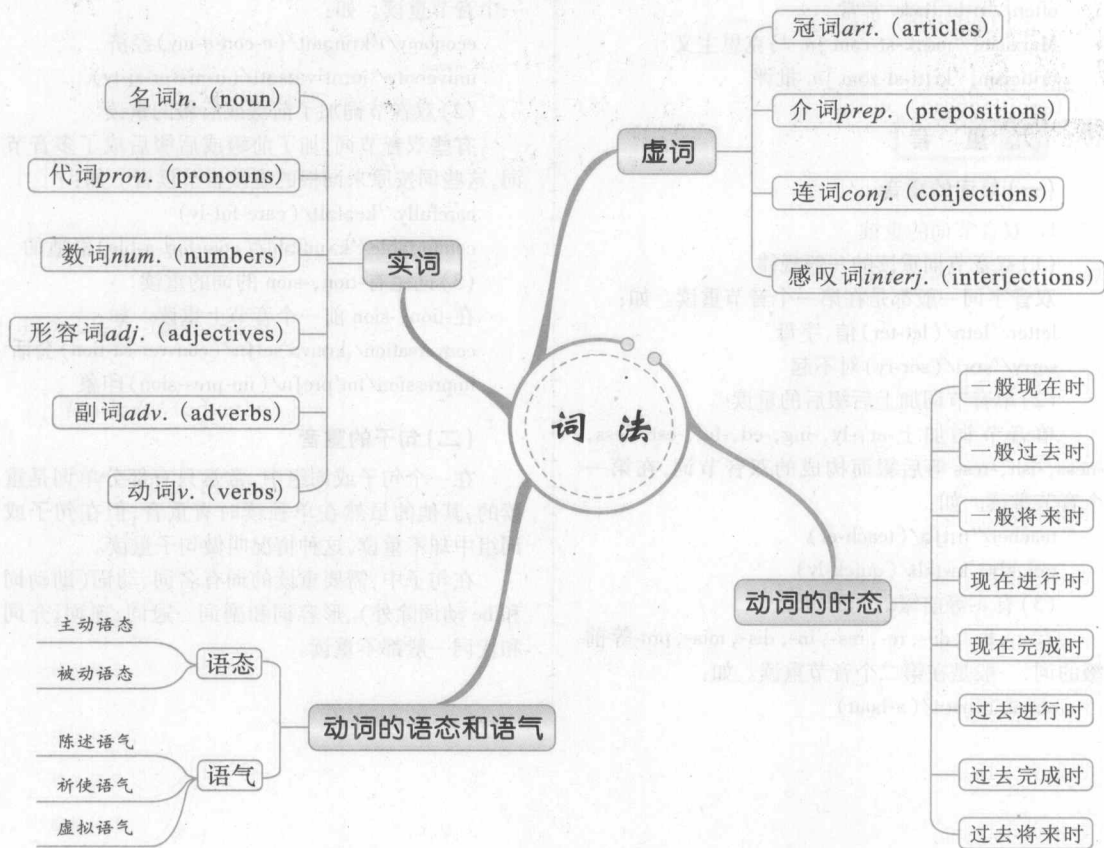 词法
实词
名词n. (noun)
代词pron. (pronouns)
数词num. (numbers)
形容词adj. (adjectives)
副词adv. (adverbs)
动词v. (verbs)
虚词
冠词art. (articles)
介词prep. (prepositions)
连词conj. (conjections)
感叹词interj. (interjections)
动词的时态
一般现在时
一般过去时
一般将来时
现在进行时
现在完成时
过去进行时
过去完成时
过去将来时
动词的语态和语气
语态
主动语态
被动语态
语气
陈述语气
祈使语气
虚拟语气